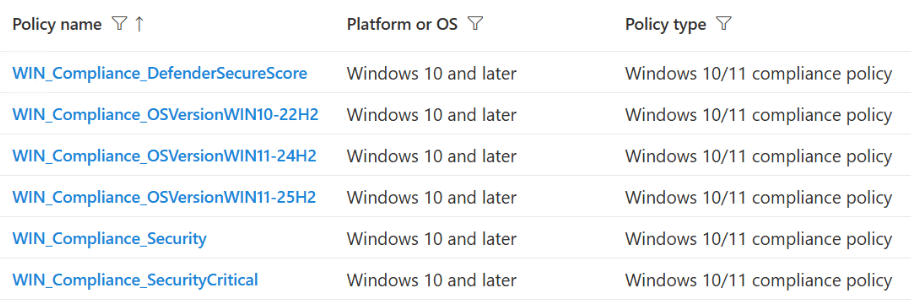 Policy name Platform or OS Policy type
WIN_Compliance_DefenderSecureScore Windows 10 and later Windows 10/11 compliance policy
WIN_Compliance_OSVersionWIN10-22H2 Windows 10 and later Windows 10/11 compliance policy
WIN_Compliance_OSVersionWIN11-24H2 Windows 10 and later Windows 10/11 compliance policy
WIN_Compliance_OSVersionWIN11-25H2 Windows 10 and later Windows 10/11 compliance policy
WIN_Compliance_Security Windows 10 and later Windows 10/11 compliance policy
WIN_Compliance_SecurityCritical Windows 10 and later Windows 10/11 compliance policy